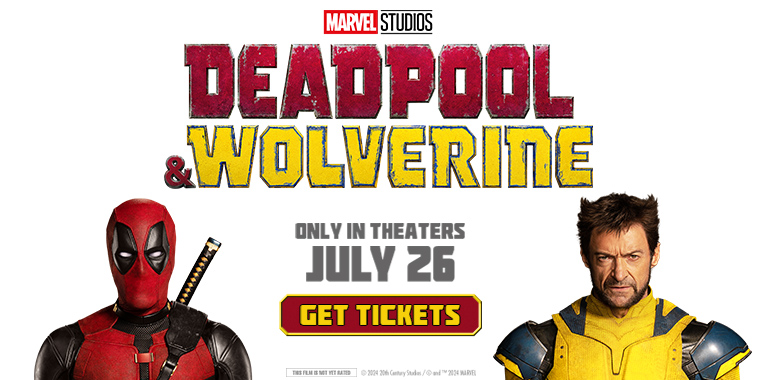 MARVEL STUDIOS
DEADPOOL
& WOLVERINE
ONLY IN THEATERS
JULY 26
GET TICKETS
THIS FILM IS NOT YET RATED © 2024 20th Century Studios / © and ™ 2024 MARVEL